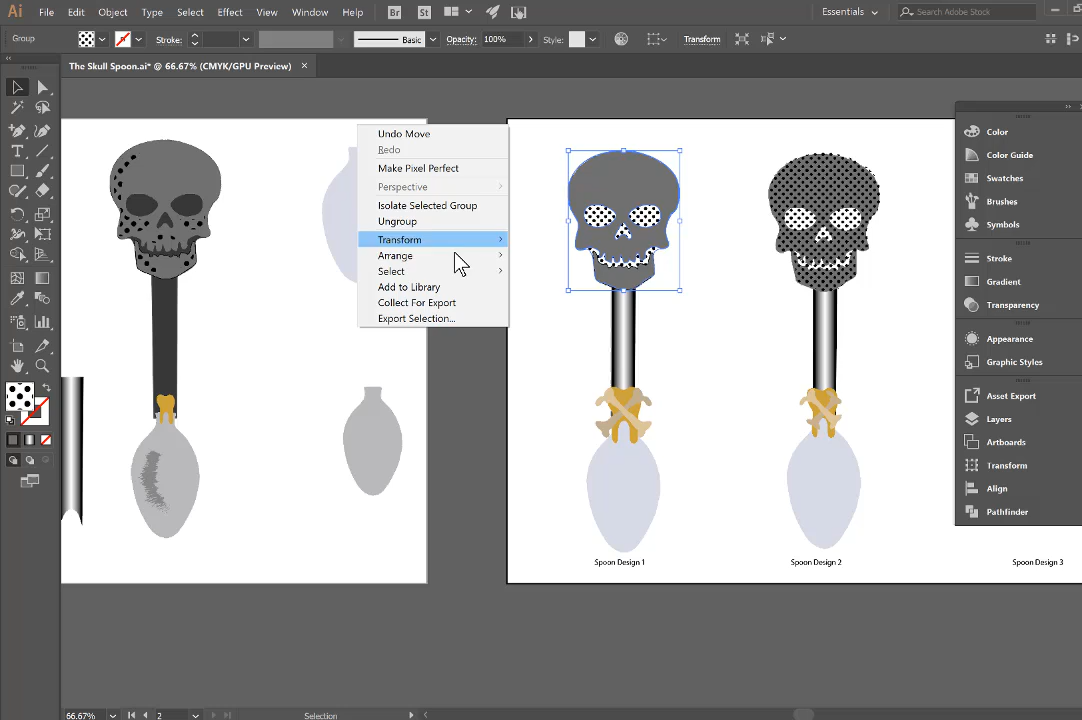 Ai File Edit Object Type Select Effect View Window Help Br St Essentials Search Adobe Stock
Group Stroke: Basic Opacity: 100% Style: Transform
The Skull Spoon.ai* @ 66.67% (CMYK/GPU Preview)
Undo Move
Redo
Make Pixel Perfect
Perspective
Isolate Selected Group
Ungroup
Transform
Arrange
Select
Add to Library
Collect For Export
Export Selection...
Color
Color Guide
Swatches
Brushes
Symbols
Stroke
Gradient
Transparency
Appearance
Graphic Styles
Asset Export
Layers
Artboards
Transform
Align
Pathfinder
Spoon Design 1
Spoon Design 2
Spoon Design 3
66.67% 2 Selection